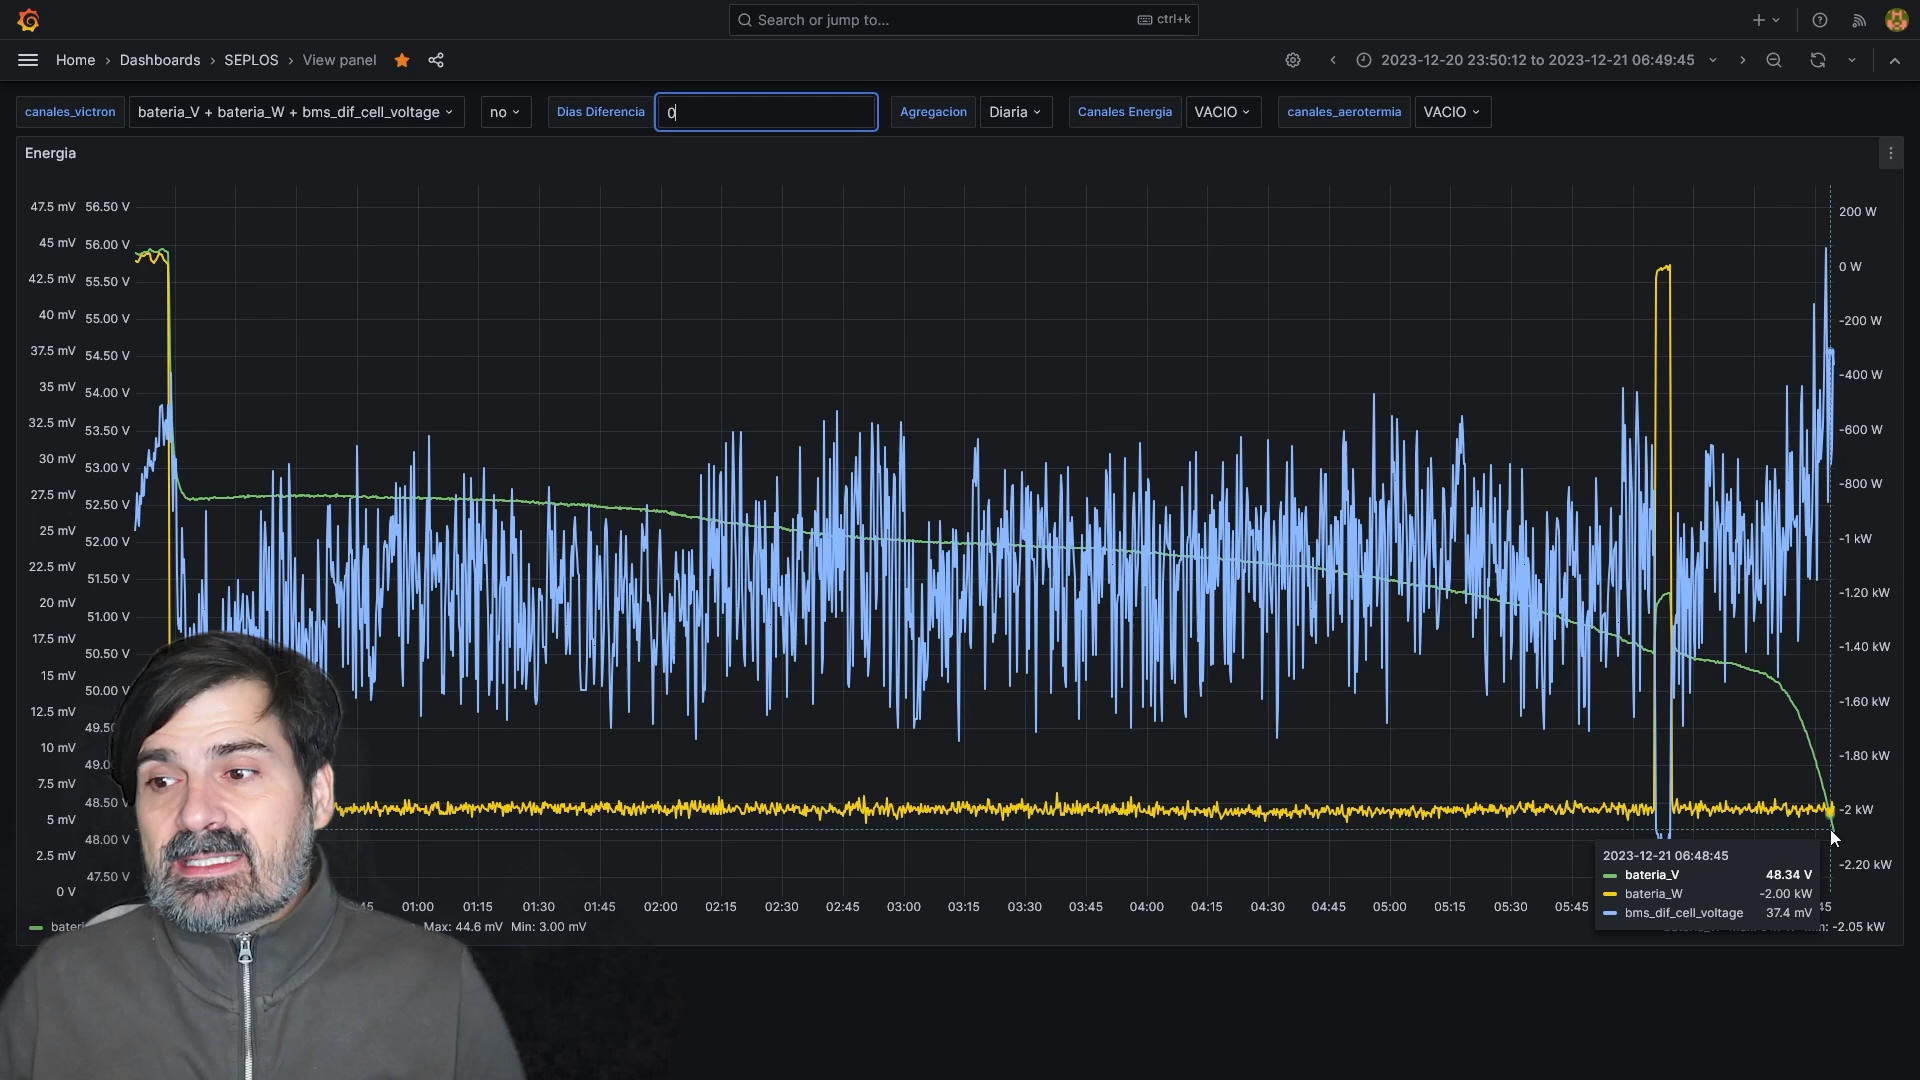 Search or jump to...
ctrl+k
Home › Dashboards › SEPLOS › View panel
2023-12-20 23:50:12 to 2023-12-21 06:49:45
canales_victron
bateria_V + bateria_W + bms_dif_cell_voltage
no
Dias Diferencia
0
Agregacion
Diaria
Canales Energia
VACIO
canales_aerotermia
VACIO
Energia
47.5 mV 56.50 V
200 W
45 mV 56.00 V
0 W
42.5 mV 55.50 V
40 mV 55.00 V
-200 W
37.5 mV 54.50 V
-400 W
35 mV 54.00 V
32.5 mV 53.50 V
-600 W
30 mV 53.00 V
-800 W
27.5 mV 52.50 V
25 mV 52.00 V
-1 kW
22.5 mV 51.50 V
-1.20 kW
20 mV 51.00 V
17.5 mV 50.50 V
-1.40 kW
15 mV 50.00 V
-1.60 kW
12.5 mV 49.5
10 mV 49.0
-1.80 kW
7.5 mV 48.50
-2 kW
5 mV 48.00 V
2.5 mV 47.50 V
-2.20 kW
0 V
45 01:00 01:15 01:30 01:45 02:00 02:15 02:30 02:45 03:00 03:15 03:30 03:45 04:00 04:15 04:30 04:45 05:00 05:15 05:30 05:45 45
Max: 44.6 mV Min: 3.00 mV
-2.05 kW
2023-12-21 06:48:45
bateria_V 48.34 V
bateria_W -2.00 kW
bms_dif_cell_voltage 37.4 mV